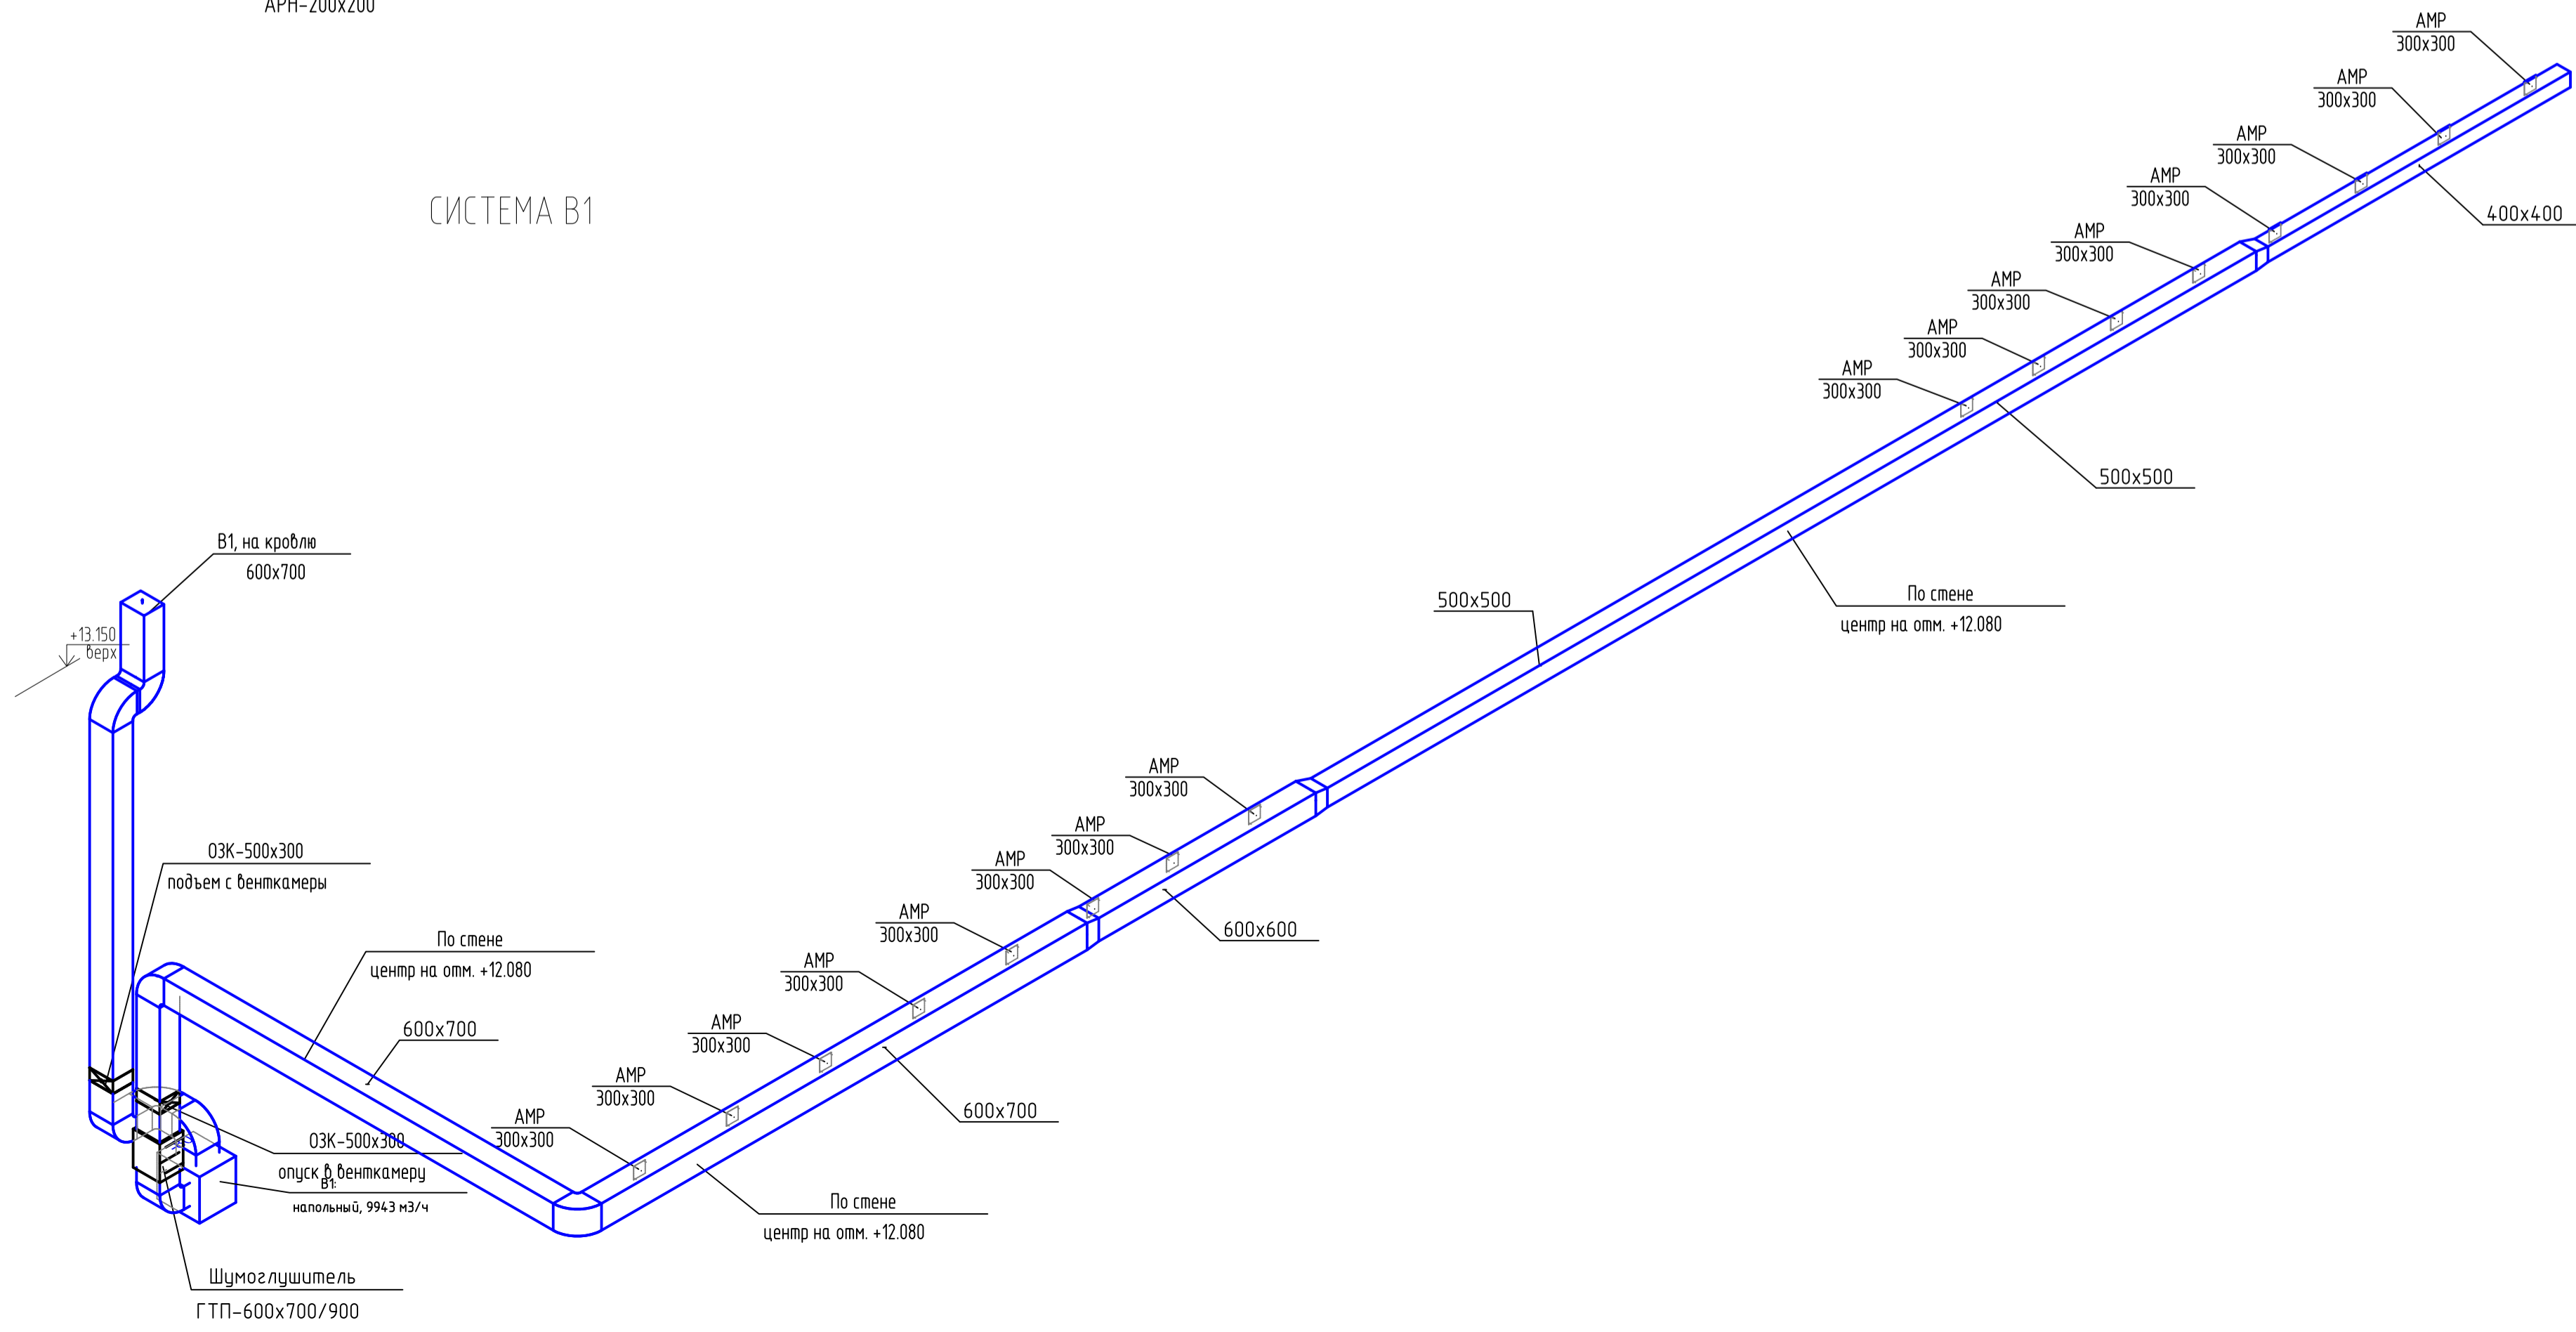 АРН-200х200
АМР
300х300
АМР
300х300
АМР
300х300
АМР
300х300
400х400
СИСТЕМА В1
АМР
300х300
АМР
300х300
АМР
300х300
АМР
300х300
500х500
В1, на кровлю
600х700
500х500
По стене
центр на отм. +12.080
+13.150
верх
АМР
300х300
АМР
300х300
АМР
300х300
ОЗК-500х300
подъем с венткамеры
АМР
300х300
600х600
По стене
центр на отм. +12.080
АМР
300х300
600х700
АМР
300х300
АМР
300х300
600х700
АМР
300х300
ОЗК-500х300
опуск в венткамеру
В1:
напольный, 9943 м3/ч
По стене
центр на отм. +12.080
Шумоглушитель
ГТП-600х700/900